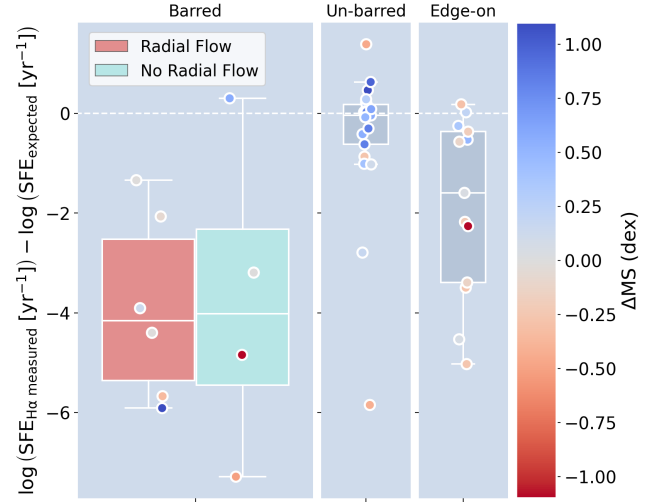 Barred
Un-barred
Edge-on
Radial Flow
No Radial Flow
0
−2
−4
−6
log (SFE_Hα measured [yr⁻¹]) − log (SFE_expected [yr⁻¹])
1.00
0.75
0.50
0.25
0.00
−0.25
−0.50
−0.75
−1.00
ΔMS (dex)